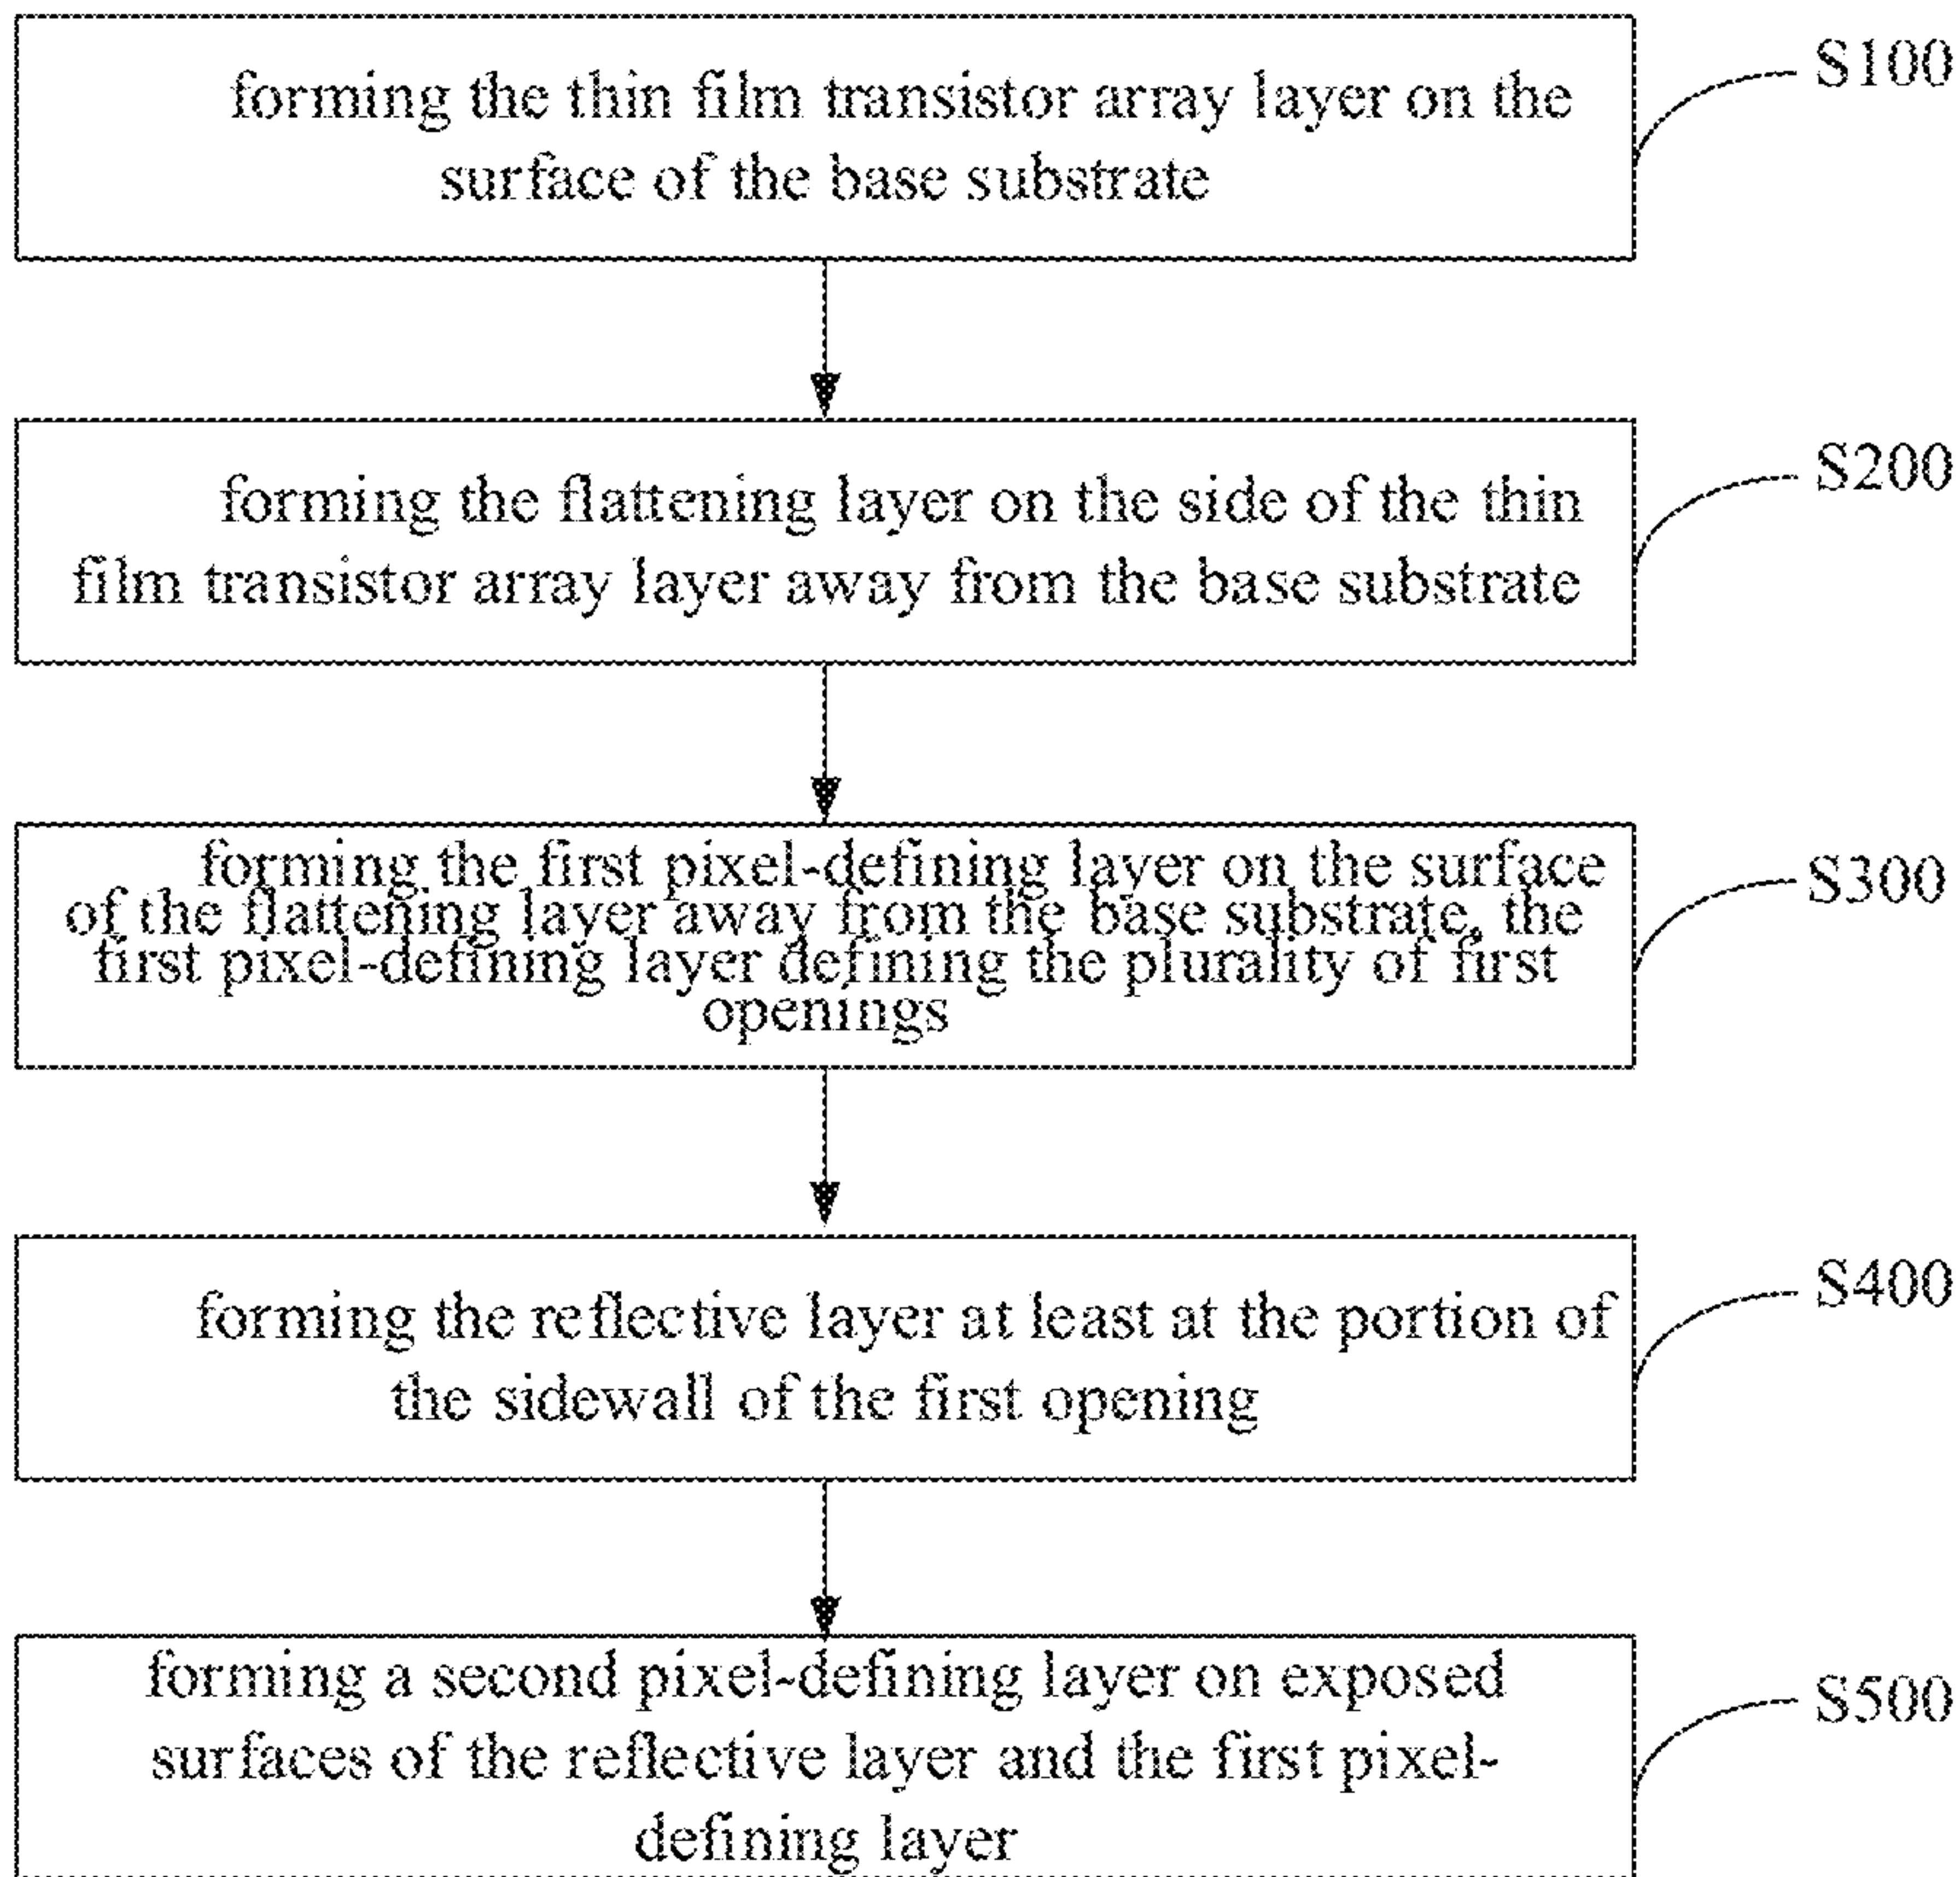 forming the thin film transistor array layer on the
surface of the base substrate
S100
forming the flattening layer on the side of the thin
film transistor array layer away from the base substrate
S200
forming the first pixel-defining layer on the surface
of the flattening layer away from the base substrate, the
first pixel-defining layer defining the plurality of first
openings
S300
forming the reflective layer at least at the portion of
the sidewall of the first opening
S400
forming a second pixel-defining layer on exposed
surfaces of the reflective layer and the first pixel-
defining layer
S500